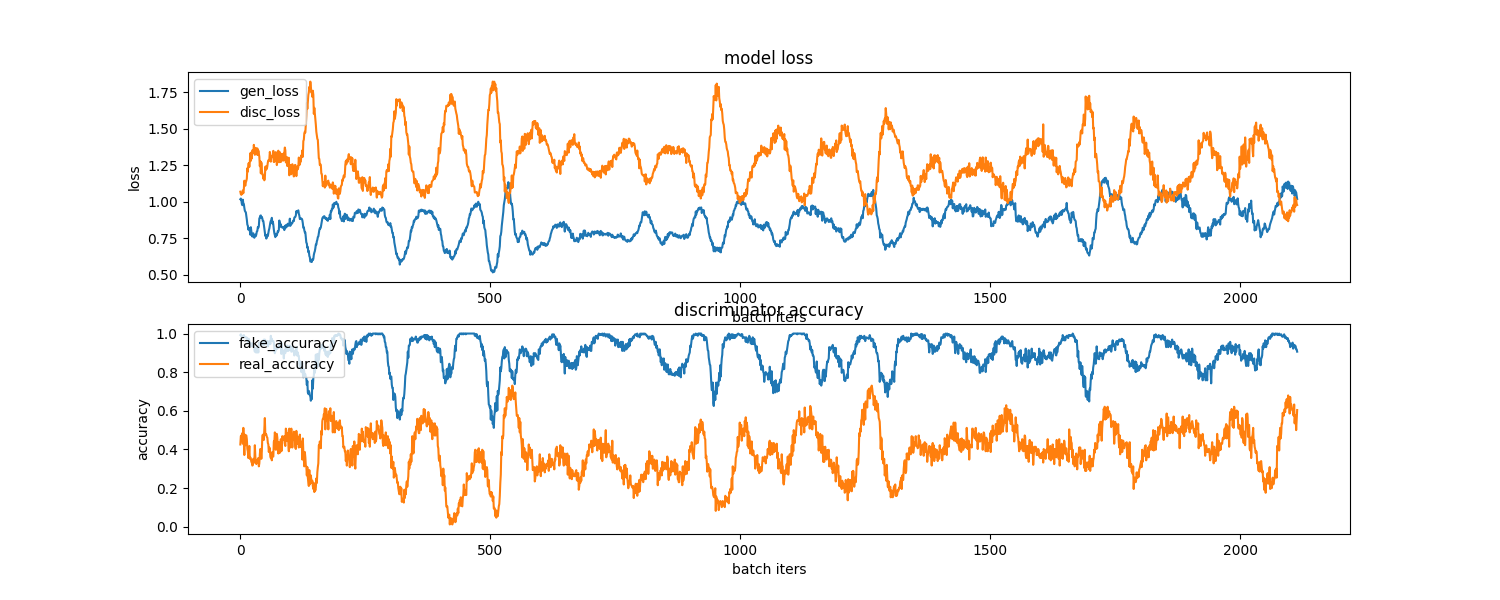 model loss
gen_loss
disc_loss
loss
1.75
1.50
1.25
1.00
0.75
0.50
0 500 1000 1500 2000
batch iters
discriminator accuracy
fake_accuracy
real_accuracy
accuracy
1.0
0.8
0.6
0.4
0.2
0.0
0 500 1000 1500 2000
batch iters